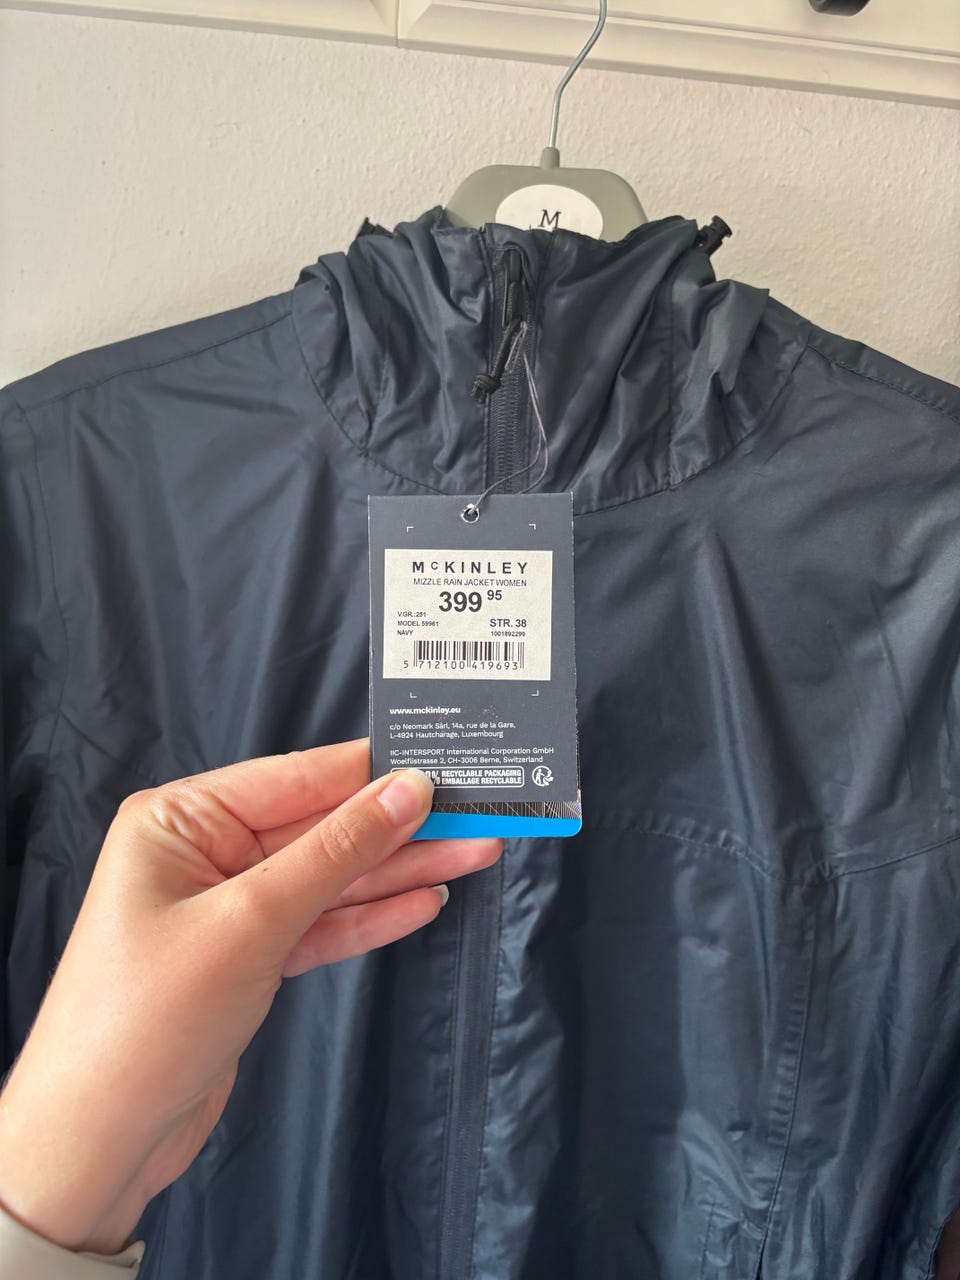 M
McKINLEY
MIZZLE RAIN JACKET WOMEN
399 95
V.GR.:251
MODEL 59961 STR. 38
NAVY 1001892299
5 712100 419693
www.mckinley.eu
c/o Neomark Sàrl, 14a, rue de la Gare,
L-4924 Hautcharage, Luxembourg
IIC-INTERSPORT International Corporation GmbH
Woelflistrasse 2, CH-3006 Berne, Switzerland
% RECYCLABLE PACKAGING
% EMBALLAGE RECYCLABLE